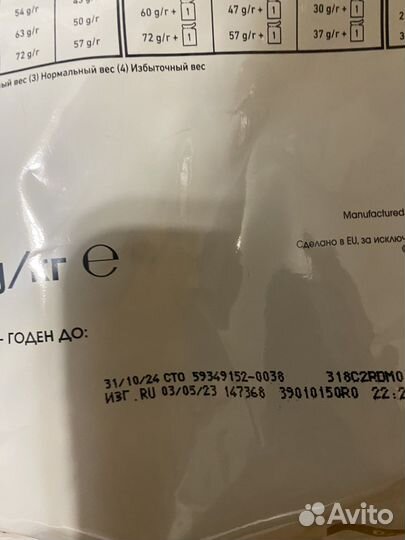 54 g/r
63 g/r
72 g/r
50 g/r
57 g/r
60 g/r + 1
72 g/r + 1
47 g/r + 1
57 g/r + 1
30 g/r + 1
37 g/r + 1
вес (3) Нормальный вес (4) Избыточный вес
Manufactured
Сделано в EU, за
℮
- ГОДЕН ДО:
31/10/24 СТО 59349152-0038 318C2RDM0
ИЗГ.RU 03/05/23 147368 39010150R0 22:2
Avito